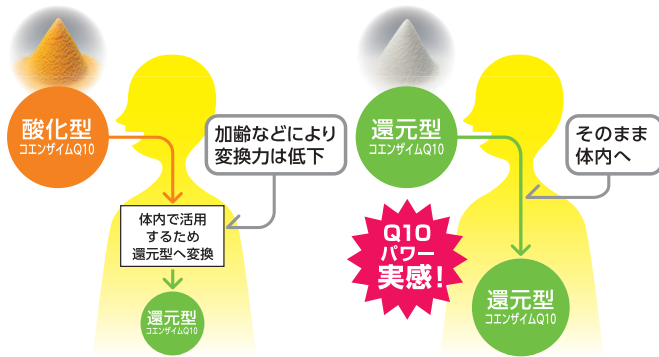 酸化型
コエンザイムQ10
加齢などにより
変換力は低下
体内で活用
するため
還元型へ変換
還元型
コエンザイムQ10
還元型
コエンザイムQ10
そのまま
体内へ
Q10
パワー
実感!
還元型
コエンザイムQ10